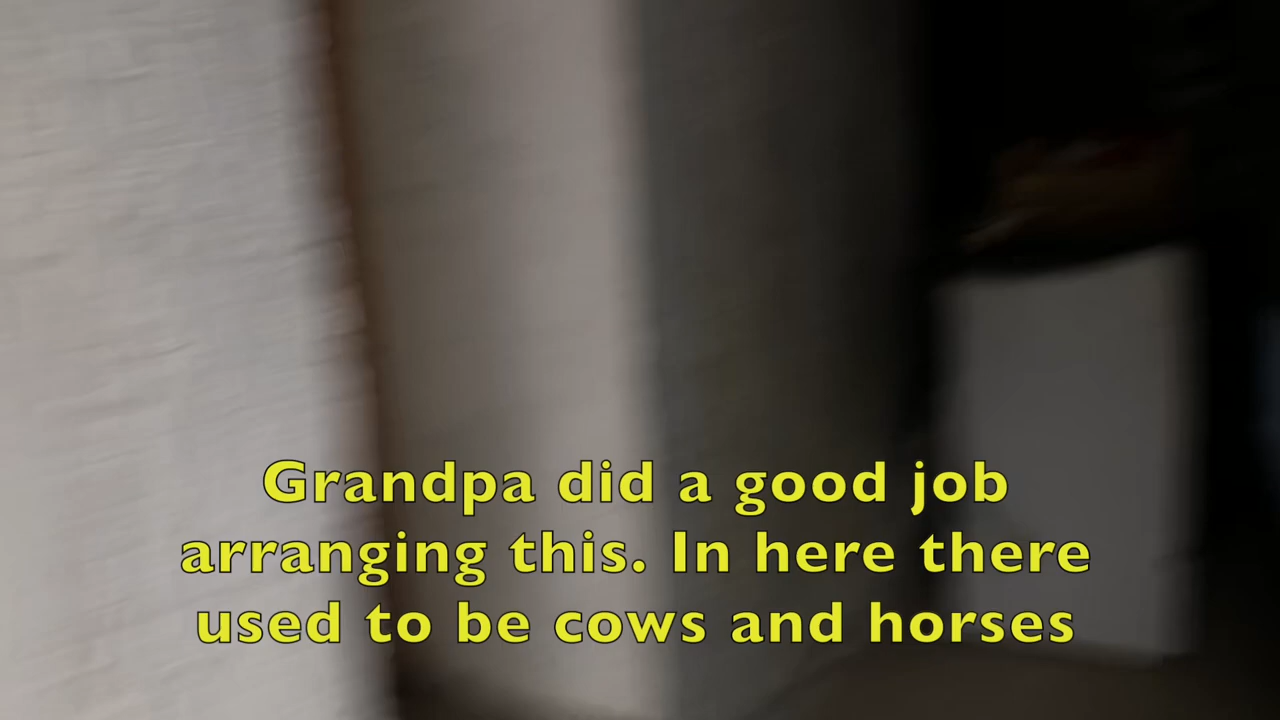 Grandpa did a good job
arranging this. In here there
used to be cows and horses